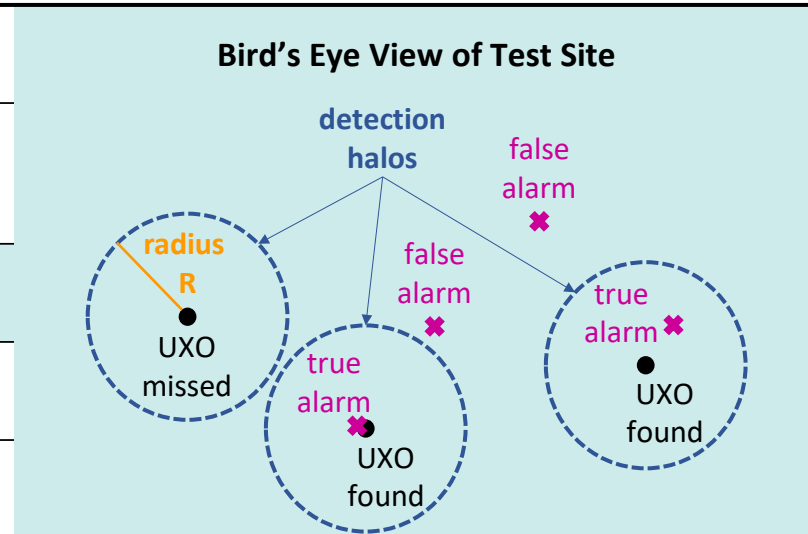 Bird's Eye View of Test Site
detection
halos
false
alarm
radius
R
UXO
missed
false
alarm
true
alarm
UXO
found
true
alarm
UXO
found